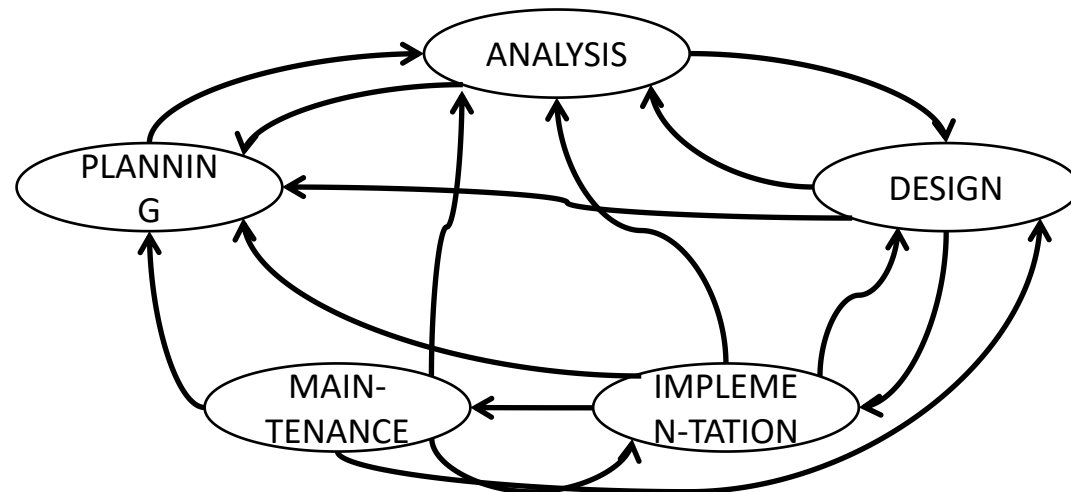 ANALYSIS
PLANNIN
G
DESIGN
MAIN-
TENANCE
IMPLEME
N-TATION